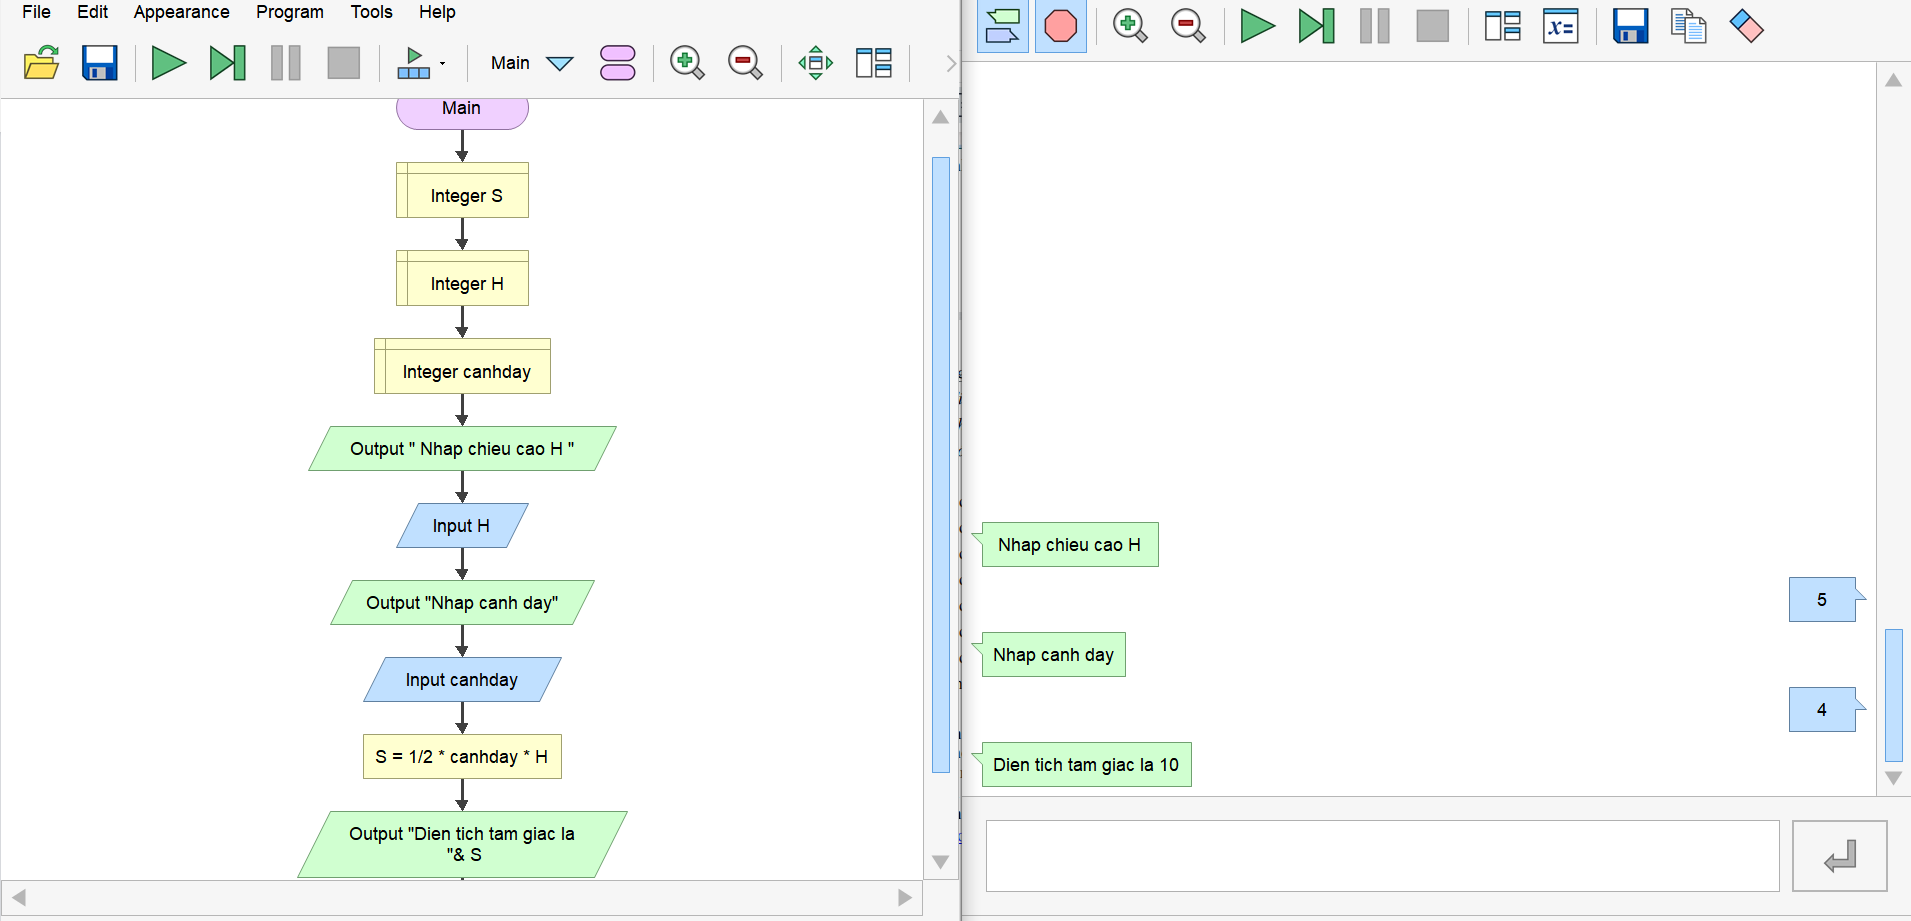 File Edit Appearance Program Tools Help
Main
Main
Integer S
Integer H
Integer canhday
Output " Nhap chieu cao H "
Input H
Output "Nhap canh day"
Input canhday
S = 1/2 * canhday * H
Output "Dien tich tam giac la
"& S
x=
Nhap chieu cao H
5
Nhap canh day
4
Dien tich tam giac la 10